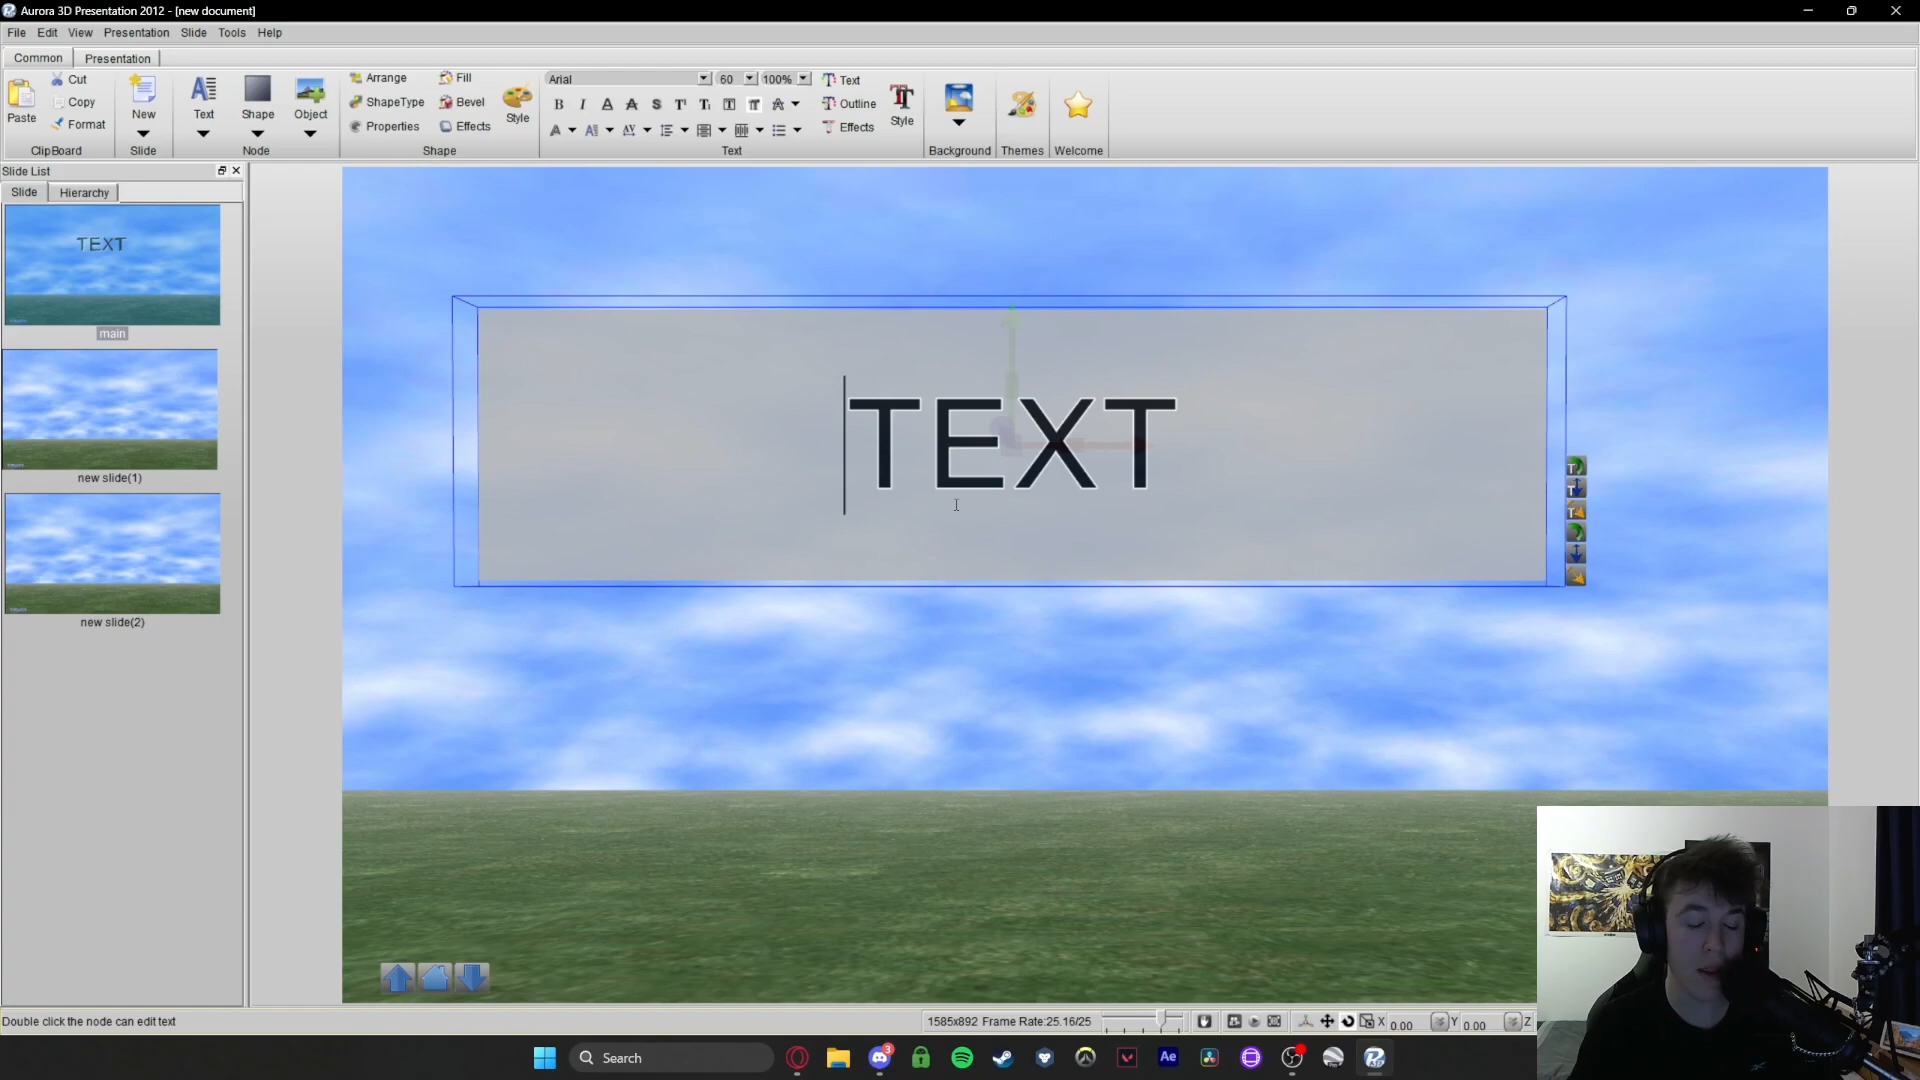 Aurora 3D Presentation 2012 - [new document]
File Edit View Presentation Slide Tools Help
Common Presentation
Paste
Cut
Copy
Format
ClipBoard
New
Slide
Text
Shape
Object
Node
Arrange
ShapeType
Properties
Fill
Bevel
Effects
Style
Shape
Arial 60 100%
Text
Outline
Effects
Style
Text
Background
Themes
Welcome
Slide List
Slide Hierarchy
TEXT
main
new slide(1)
new slide(2)
TEXT
Double click the node can edit text
1585x892 Frame Rate:25.16/25
X 0.00 Y 0.00 Z
Search
3
Ae